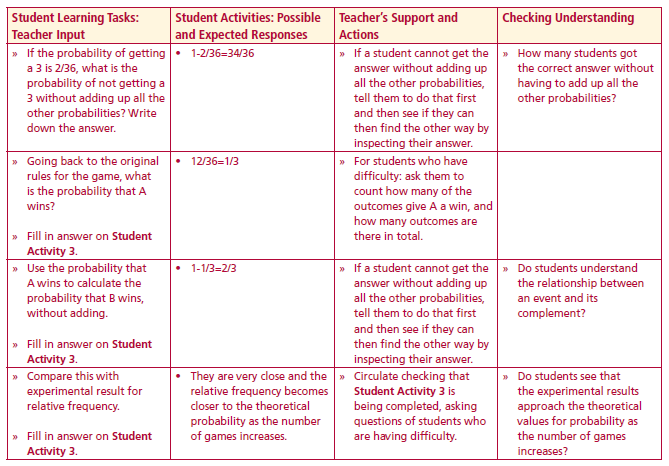 Student Learning Tasks:
Teacher Input
Student Activities: Possible
and Expected Responses
Teacher's Support and
Actions
Checking Understanding
» If the probability of getting
a 3 is 2/36, what is the
probability of not getting a
3 without adding up all the
other probabilities? Write
down the answer.
• 1-2/36=34/36
» If a student cannot get the
answer without adding up
all the other probabilities,
tell them to do that first
and then see if they can
then find the other way by
inspecting their answer.
» How many students got
the correct answer without
having to add up all the
other probabilities?
» Going back to the original
rules for the game, what
is the probability that A
wins?
» Fill in answer on Student
Activity 3.
• 12/36=1/3
» For students who have
difficulty: ask them to
count how many of the
outcomes give A a win, and
how many outcomes are
there in total.
» Use the probability that
A wins to calculate the
probability that B wins,
without adding.
» Fill in answer on Student
Activity 3.
• 1-1/3=2/3
» If a student cannot get the
answer without adding up
all the other probabilities,
tell them to do that first
and then see if they can
then find the other way by
inspecting their answer.
» Do students understand
the relationship between
an event and its
complement?
» Compare this with
experimental result for
relative frequency.
» Fill in answer on Student
Activity 3.
• They are very close and the
relative frequency becomes
closer to the theoretical
probability as the number
of games increases.
» Circulate checking that
Student Activity 3 is
being completed, asking
questions of students who
are having difficulty.
» Do students see that
the experimental results
approach the theoretical
values for probability as
the number of games
increases?